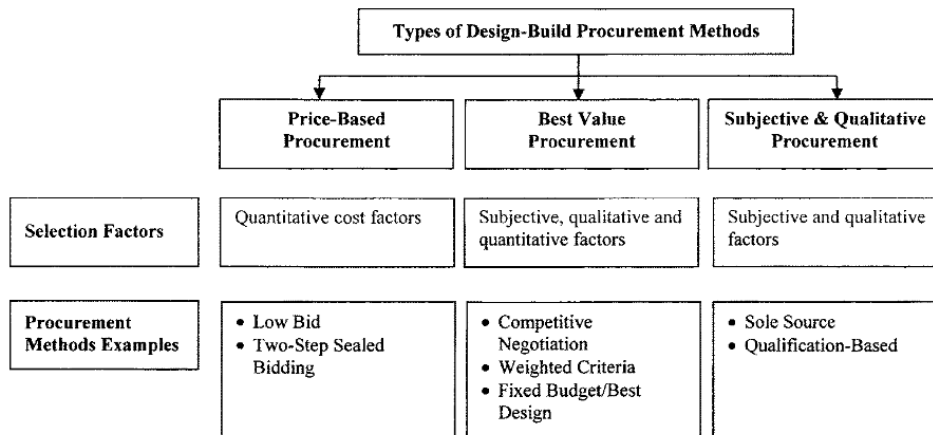 Types of Design-Build Procurement Methods
Price-Based
Procurement
Best Value
Procurement
Subjective & Qualitative
Procurement
Selection Factors
Quantitative cost factors
Subjective, qualitative and
quantitative factors
Subjective and qualitative
factors
Procurement
Methods Examples
• Low Bid
• Two-Step Sealed
Bidding
• Competitive
Negotiation
• Weighted Criteria
• Fixed Budget/Best
Design
• Sole Source
• Qualification-Based